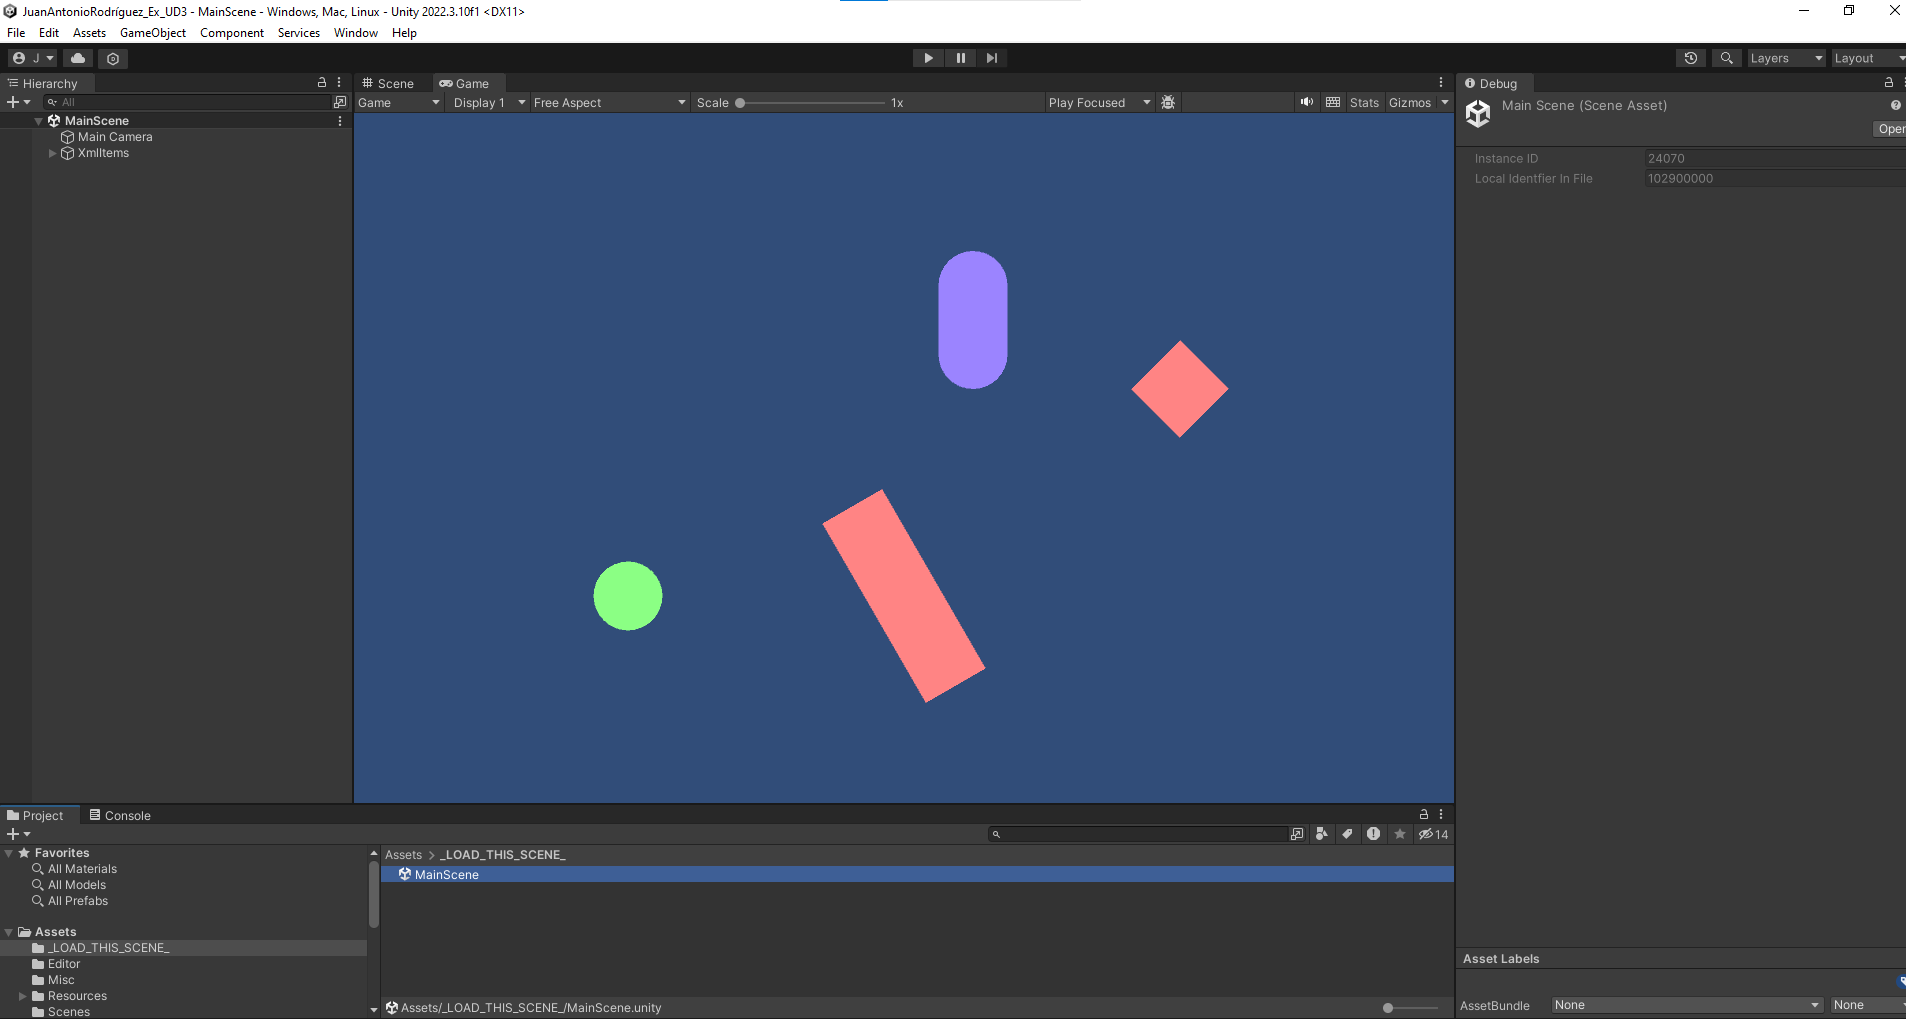 JuanAntonioRodríguez_Ex_UD3 - MainScene - Windows, Mac, Linux - Unity 2022.3.10f1 <DX11>
File Edit Assets GameObject Component Services Window Help
J Layers Layout
Hierarchy
All
MainScene
Main Camera
XmlItems
Scene Game
Game Display 1 Free Aspect Scale 1x Play Focused Stats Gizmos
Debug
Main Scene (Scene Asset)
Open
Instance ID 24070
Local Identfier In File 102900000
Project Console
14
Favorites
All Materials
All Models
All Prefabs
Assets
_LOAD_THIS_SCENE_
Editor
Misc
Resources
Scenes
Assets > _LOAD_THIS_SCENE_
MainScene
Assets/_LOAD_THIS_SCENE_/MainScene.unity
Asset Labels
AssetBundle None None